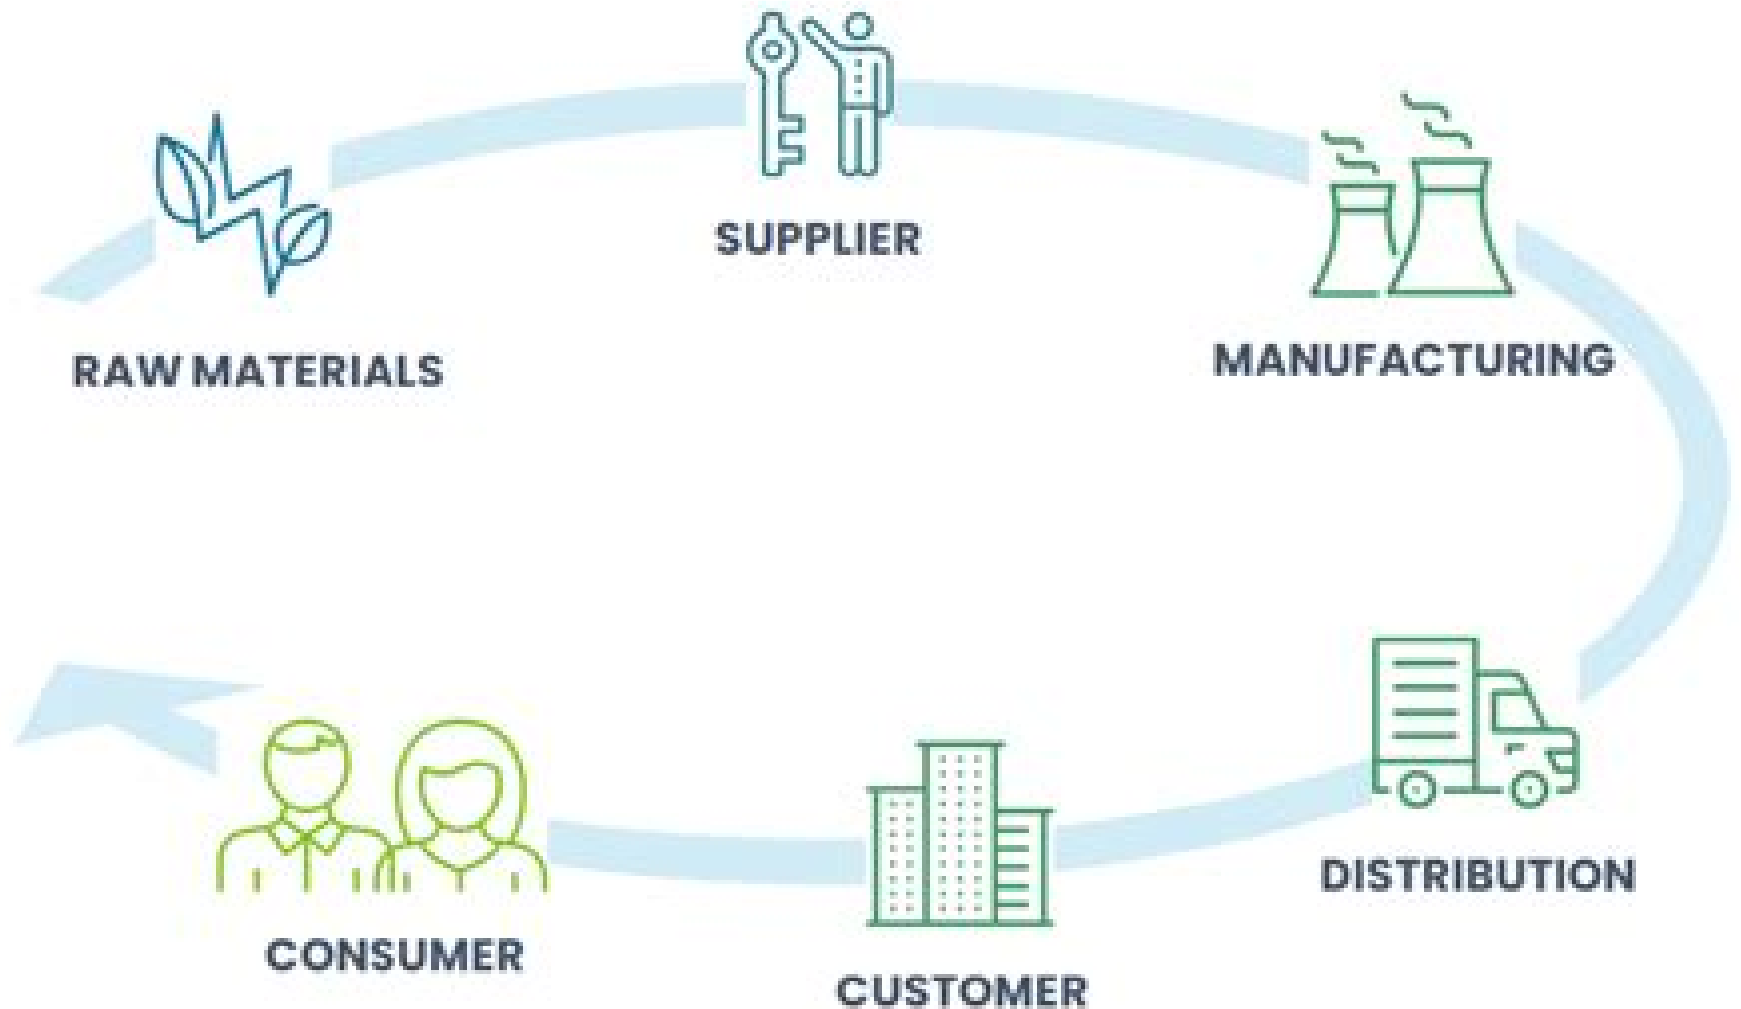 RAW MATERIALS
SUPPLIER
MANUFACTURING
DISTRIBUTION
CUSTOMER
CONSUMER